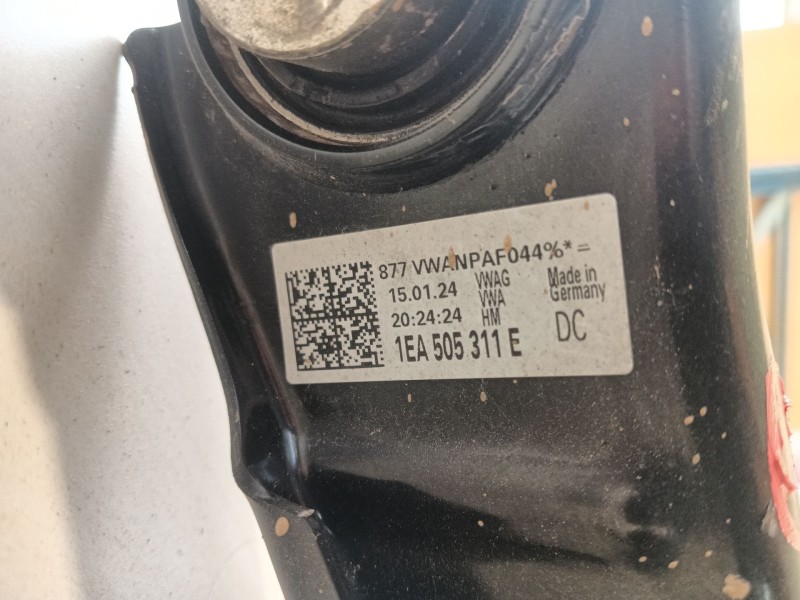 877 VWANPAF044%*=
15.01.24 VWAG Made in
VWA Germany
20:24:24 HM
1EA 505 311 E DC